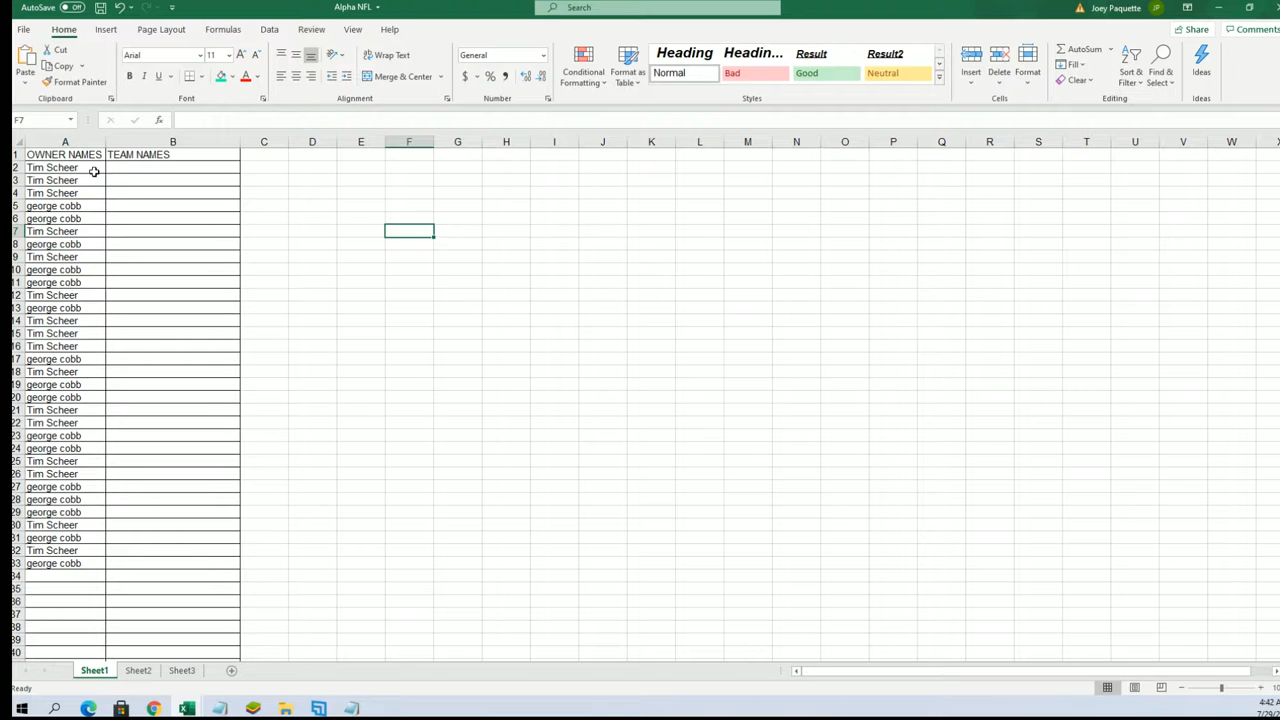 AutoSave Off Alpha NFL Search Joey Paquette JP
File Home Insert Page Layout Formulas Data Review View Help Share Comments
Paste Cut Copy Format Painter Clipboard
Arial 11 B I U A Font
Wrap Text Merge & Center Alignment
General $ % , Number
Conditional Formatting Format as Table
Heading Headin... Result Result2
Normal Bad Good Neutral
Styles
Insert Delete Format Cells
AutoSum Fill Clear Sort & Filter Find & Select Editing
Ideas Ideas
F7 fx
A B C D E F G H I J K L M N O P Q R S T U V W X
1 OWNER NAMES TEAM NAMES
2 Tim Scheer
3 Tim Scheer
4 Tim Scheer
5 george cobb
6 george cobb
7 Tim Scheer
8 george cobb
9 Tim Scheer
10 george cobb
11 george cobb
12 Tim Scheer
13 george cobb
14 Tim Scheer
15 Tim Scheer
16 Tim Scheer
17 george cobb
18 Tim Scheer
19 george cobb
20 george cobb
21 Tim Scheer
22 Tim Scheer
23 george cobb
24 george cobb
25 Tim Scheer
26 Tim Scheer
27 george cobb
28 george cobb
29 george cobb
30 Tim Scheer
31 george cobb
32 Tim Scheer
33 george cobb
34
35
36
37
38
39
40
Sheet1 Sheet2 Sheet3
Ready 10
4:42 A
7/29/2